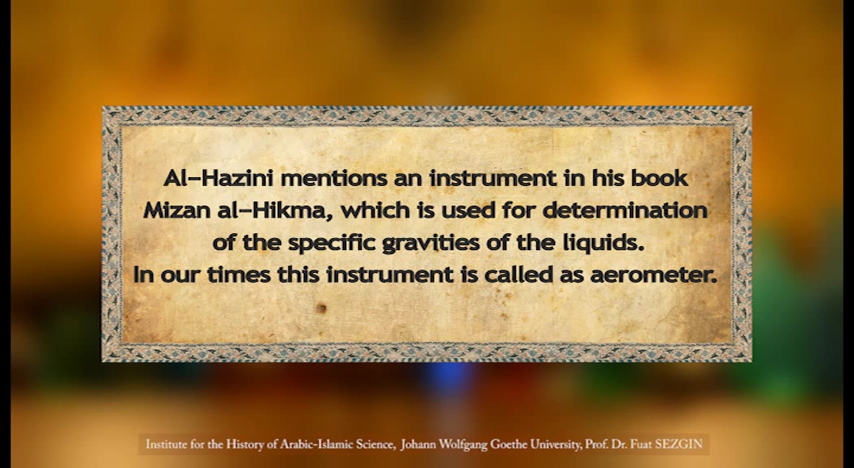 Al-Hazini mentions an instrument in his book
Mizan al-Hikma, which is used for determination
of the specific gravities of the liquids.
In our times this instrument is called as aerometer.
Institute for the History of Arabic-Islamic Science, Johann Wolfgang Goethe University, Prof. Dr. Fuat SEZGIN